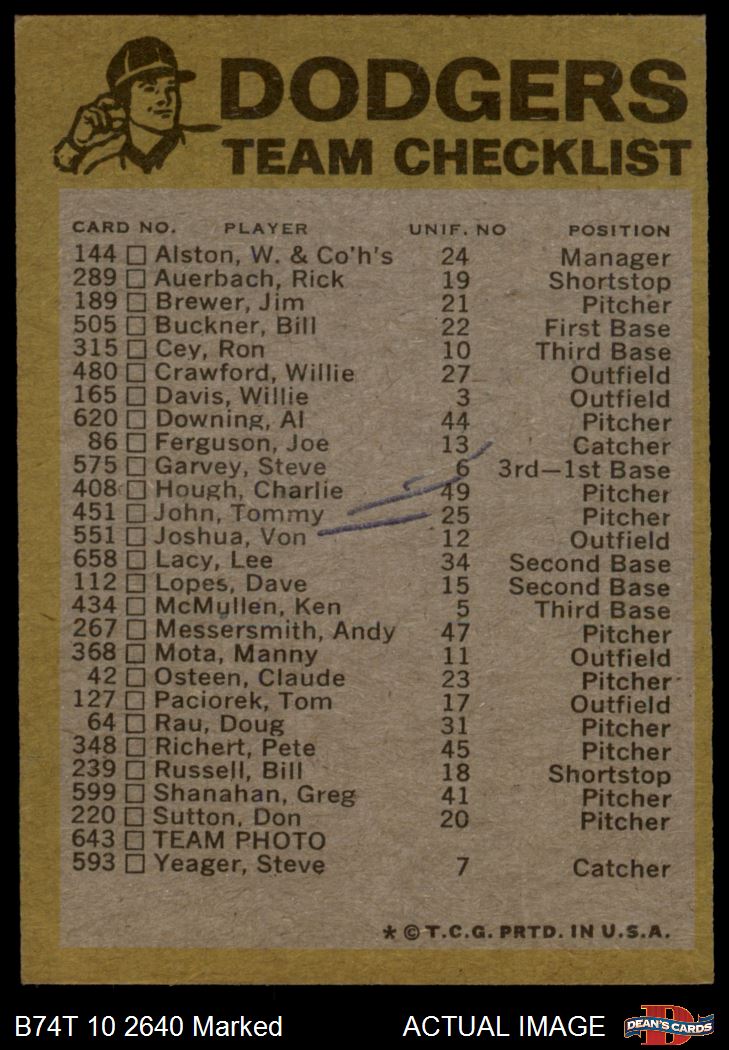 DODGERS
TEAM CHECKLIST
CARD NO. PLAYER UNIF. NO POSITION
144 □ Alston, W. & Co'h's 24 Manager
289 □ Auerbach, Rick 19 Shortstop
189 □ Brewer, Jim 21 Pitcher
505 □ Buckner, Bill 22 First Base
315 □ Cey, Ron 10 Third Base
480 □ Crawford, Willie 27 Outfield
165 □ Davis, Willie 3 Outfield
620 □ Downing, Al 44 Pitcher
86 □ Ferguson, Joe 13 Catcher
575 □ Garvey, Steve 6 3rd—1st Base
408 □ Hough, Charlie 49 Pitcher
451 □ John, Tommy 25 Pitcher
551 □ Joshua, Von 12 Outfield
658 □ Lacy, Lee 34 Second Base
112 □ Lopes, Dave 15 Second Base
434 □ McMullen, Ken 5 Third Base
267 □ Messersmith, Andy 47 Pitcher
368 □ Mota, Manny 11 Outfield
42 □ Osteen, Claude 23 Pitcher
127 □ Paciorek, Tom 17 Outfield
64 □ Rau, Doug 31 Pitcher
348 □ Richert, Pete 45 Pitcher
239 □ Russell, Bill 18 Shortstop
599 □ Shanahan, Greg 41 Pitcher
220 □ Sutton, Don 20 Pitcher
643 □ TEAM PHOTO
593 □ Yeager, Steve 7 Catcher
* © T.C.G. PRTD. IN U.S.A.
B74T 10 2640 Marked ACTUAL IMAGE DEAN'S CARDS